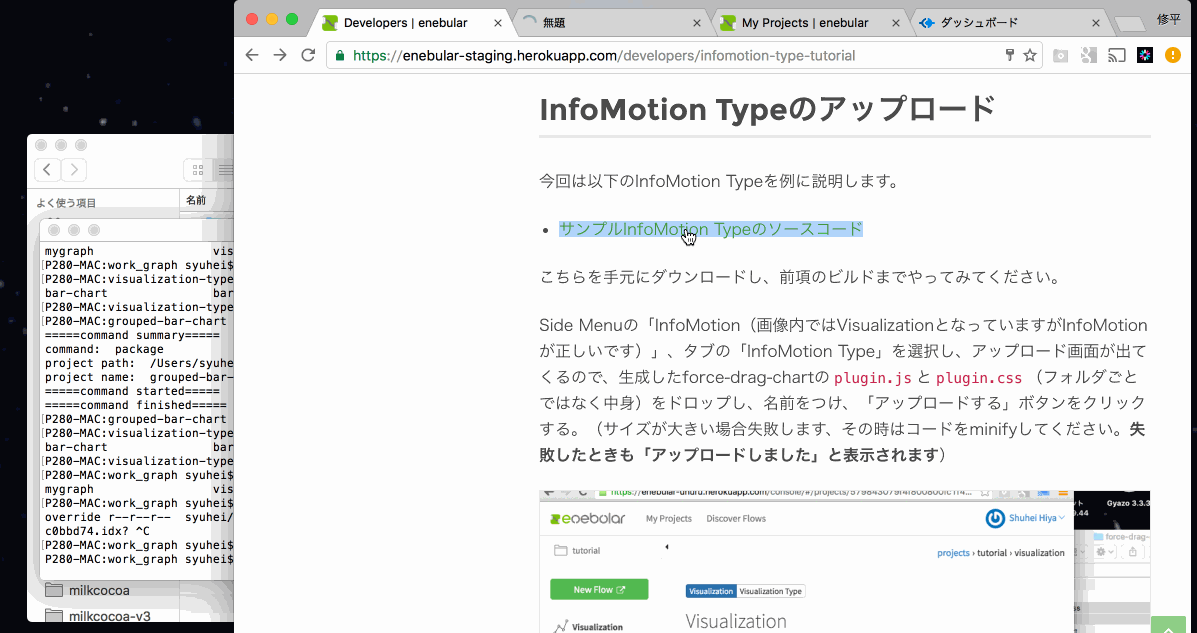 Developers | enebular
無題
My Projects | enebular
ダッシュボード
修平
https://enebular-staging.herokuapp.com/developers/infomotion-type-tutorial
InfoMotion Typeのアップロード
今回は以下のInfoMotion Typeを例に説明します。
サンプルInfoMotion Typeのソースコード
こちらを手元にダウンロードし、前項のビルドまでやってみてください。
Side Menuの「InfoMotion（画像内ではVisualizationとなっていますがInfoMotion
が正しいです）」、タブの「InfoMotion Type」を選択し、アップロード画面が出て
くるので、生成したforce-drag-chartの plugin.js と plugin.css （フォルダごと
ではなく中身）をドロップし、名前をつけ、「アップロードする」ボタンをクリック
する。（サイズが大きい場合失敗します、その時はコードをminifyしてください。失
敗したときも「アップロードしました」と表示されます）
enebular
My Projects
Discover Flows
Shuhei Hiya
tutorial
projects › tutorial › visualization
New Flow
Visualization
Visualization Type
Visualization
Visualization
Gyazo 3.3.3
9.44
force-drag-
よく使う項目
名前
mygraph vis
[P280-MAC:work_graph syuhei$
[P280-MAC:visualization-type
bar-chart bar
[P280-MAC:visualization-type
[P280-MAC:grouped-bar-chart
=====command summary=====
command: package
project path: /Users/syuhe
project name: grouped-bar-
=====command started=====
=====command finished=====
[P280-MAC:grouped-bar-chart
[P280-MAC:visualization-type
bar-chart bar
[P280-MAC:visualization-type
[P280-MAC:work_graph syuhei$
mygraph vis
[P280-MAC:work_graph syuhei$
override r--r--r-- syuhei/
c0bbd74.idx? ^C
[P280-MAC:work_graph syuhei$
P280-MAC:work_graph syuhei$
milkcocoa
milkcocoa-v3